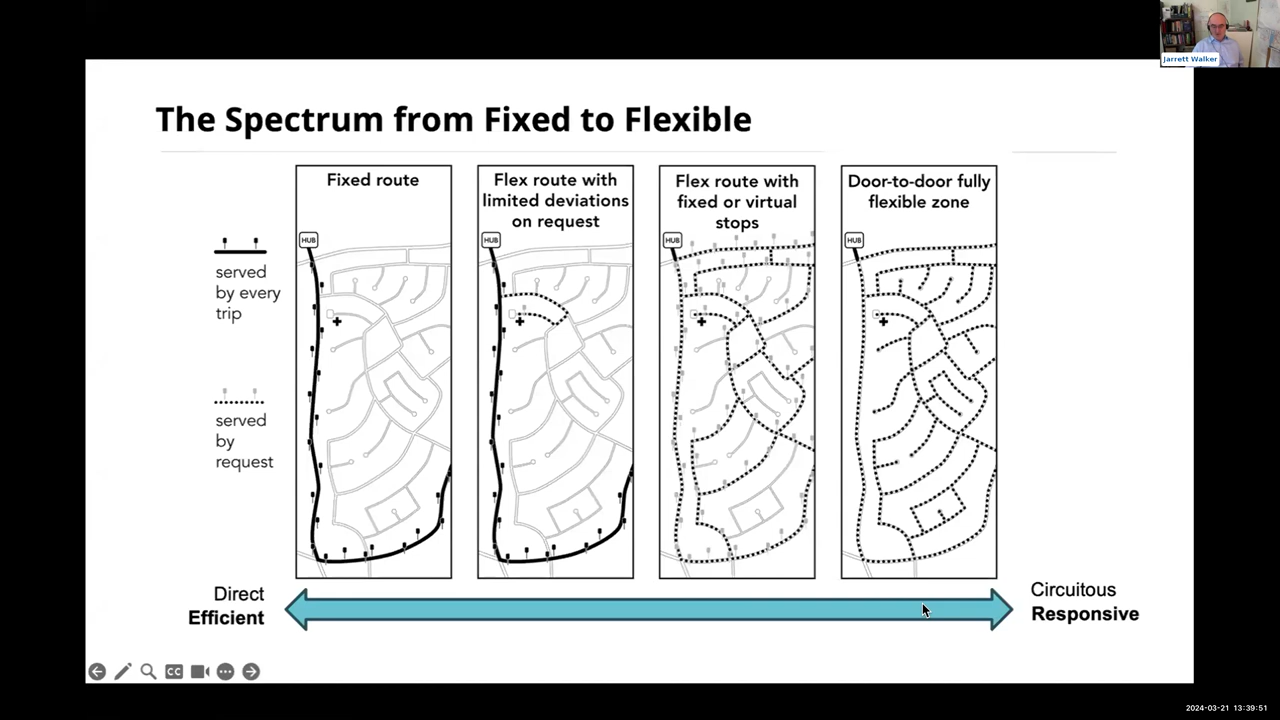 Jarrett Walker
The Spectrum from Fixed to Flexible
Fixed route
Flex route with
limited deviations
on request
Flex route with
fixed or virtual
stops
Door-to-door fully
flexible zone
HUB
HUB
HUB
HUB
served
by every
trip
served
by
request
Direct
Efficient
Circuitous
Responsive
CC
2024-03-21 13:39:51